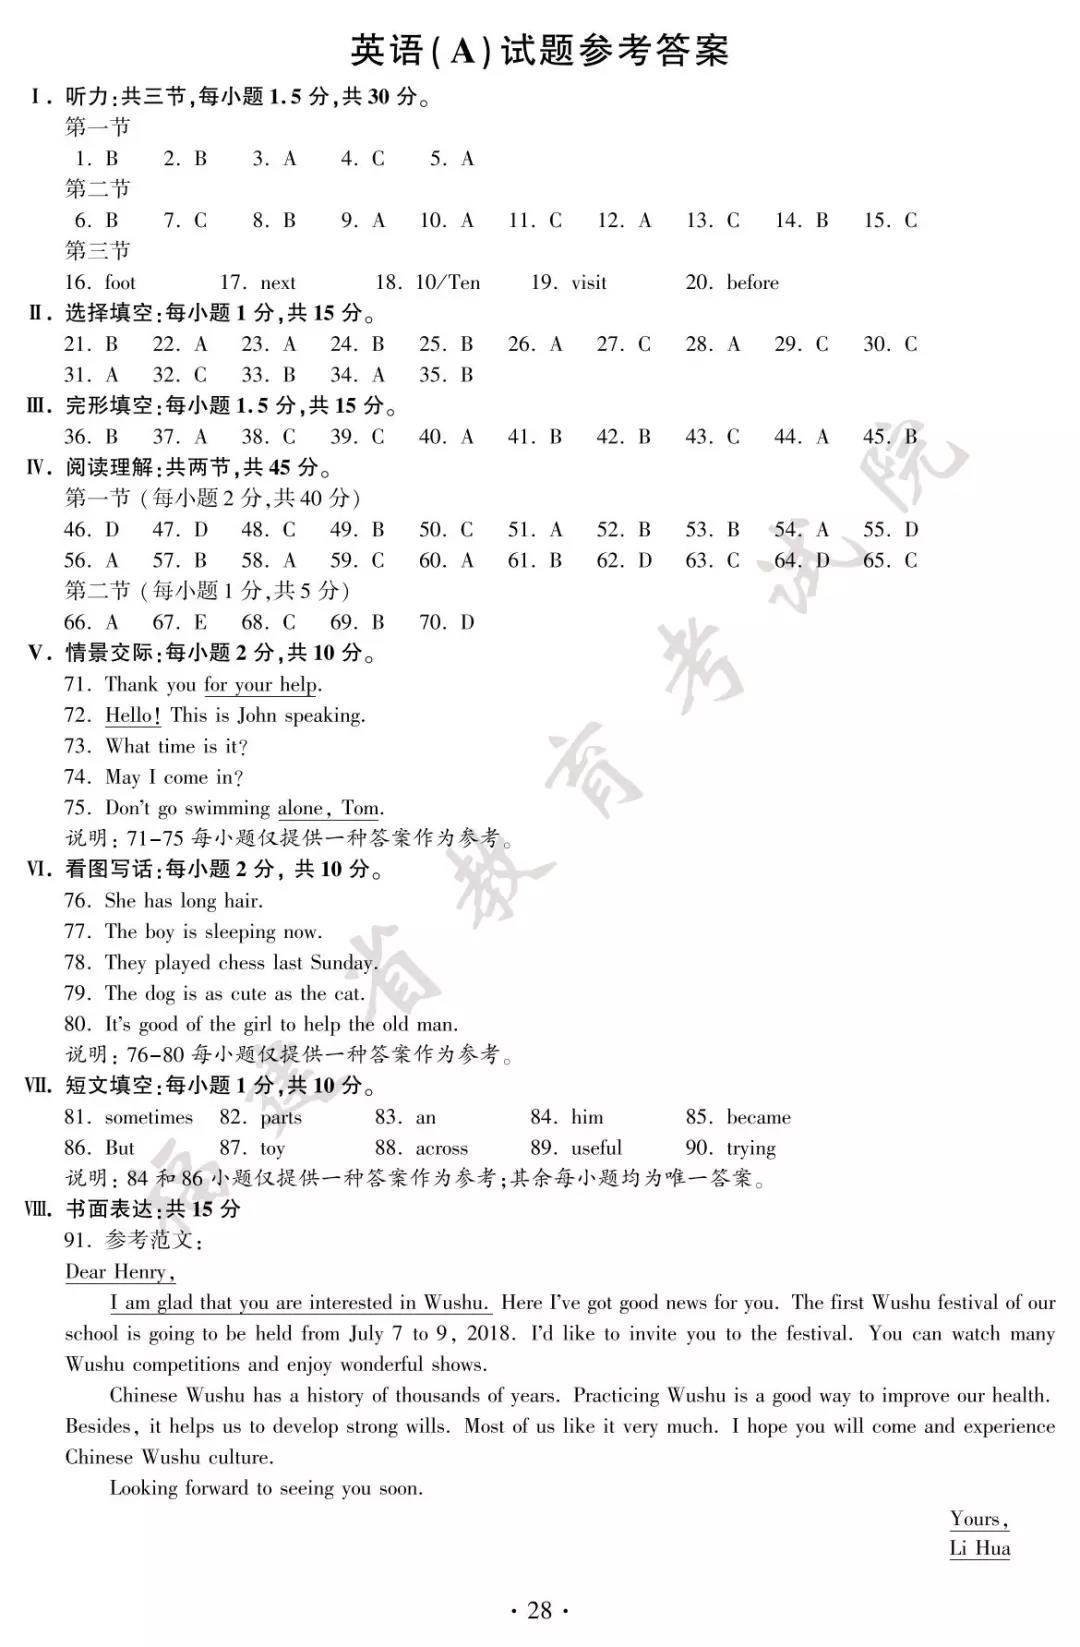 英语(A)试题参考答案
Ⅰ. 听力:共三节,每小题1.5分,共30分。
第一节
1. B 2. B 3. A 4. C 5. A
第二节
6. B 7. C 8. B 9. A 10. A 11. C 12. A 13. C 14. B 15. C
第三节
16. foot 17. next 18. 10/Ten 19. visit 20. before
Ⅱ. 选择填空:每小题1分,共15分。
21. B 22. A 23. A 24. B 25. B 26. A 27. C 28. A 29. C 30. C
31. A 32. C 33. B 34. A 35. B
Ⅲ. 完形填空:每小题1.5分,共15分。
36. B 37. A 38. C 39. C 40. A 41. B 42. B 43. C 44. A 45. B
Ⅳ. 阅读理解:共两节,共45分。
第一节(每小题2分,共40分)
46. D 47. D 48. C 49. B 50. C 51. A 52. B 53. B 54. A 55. D
56. A 57. B 58. A 59. C 60. A 61. B 62. D 63. C 64. D 65. C
第二节(每小题1分,共5分)
66. A 67. E 68. C 69. B 70. D
Ⅴ. 情景交际:每小题2分,共10分。
71. Thank you for your help.
72. Hello! This is John speaking.
73. What time is it?
74. May I come in?
75. Don't go swimming alone, Tom.
说明:71-75每小题仅提供一种答案作为参考。
Ⅵ. 看图写话:每小题2分,共10分。
76. She has long hair.
77. The boy is sleeping now.
78. They played chess last Sunday.
79. The dog is as cute as the cat.
80. It's good of the girl to help the old man.
说明:76-80每小题仅提供一种答案作为参考。
Ⅶ. 短文填空:每小题1分,共10分。
81. sometimes 82. parts 83. an 84. him 85. became
86. But 87. toy 88. across 89. useful 90. trying
说明:84和86小题仅提供一种答案作为参考;其余每小题均为唯一答案。
Ⅷ. 书面表达:共15分
91. 参考范文:
Dear Henry,
I am glad that you are interested in Wushu. Here I've got good news for you. The first Wushu festival of our
school is going to be held from July 7 to 9, 2018. I'd like to invite you to the festival. You can watch many
Wushu competitions and enjoy wonderful shows.
Chinese Wushu has a history of thousands of years. Practicing Wushu is a good way to improve our health.
Besides, it helps us to develop strong wills. Most of us like it very much. I hope you will come and experience
Chinese Wushu culture.
Looking forward to seeing you soon.
Yours,
Li Hua
· 28 ·
福建省教育考试院